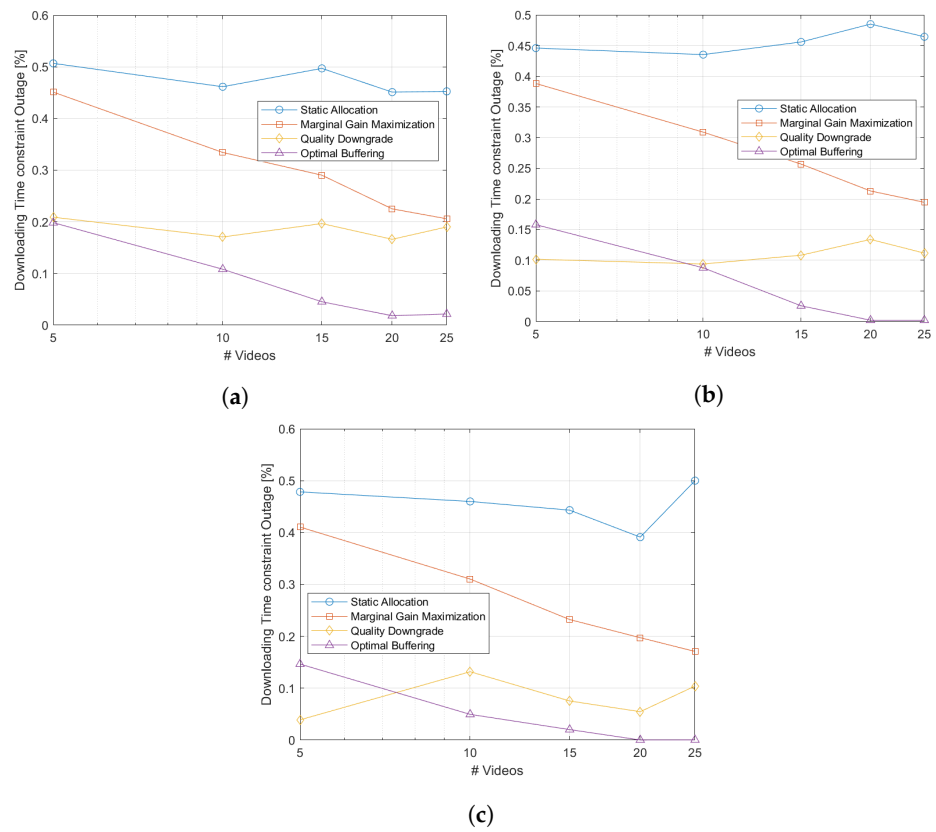 Downloading Time constraint Outage [%]
0.6
0.5
0.4
0.3
0.2
0.1
0
Static Allocation
Marginal Gain Maximization
Quality Downgrade
Optimal Buffering
5 10 15 20 25
# Videos
(a)
Downloading Time constraint Outage [%]
0.5
0.45
0.4
0.35
0.3
0.25
0.2
0.15
0.1
0.05
0
Static Allocation
Marginal Gain Maximization
Quality Downgrade
Optimal Buffering
5 10 15 20 25
# Videos
(b)
Downloading Time constraint Outage [%]
0.6
0.5
0.4
0.3
0.2
0.1
0
Static Allocation
Marginal Gain Maximization
Quality Downgrade
Optimal Buffering
5 10 15 20 25
# Videos
(c)